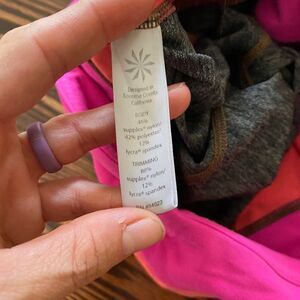 Designed in
Sonoma County
California
BODY
46%
supplex® nylon/
42% polyester/
12%
lycra® spandex
TRIMMING
88%
supplex® nylon/
12%
lycra® spandex